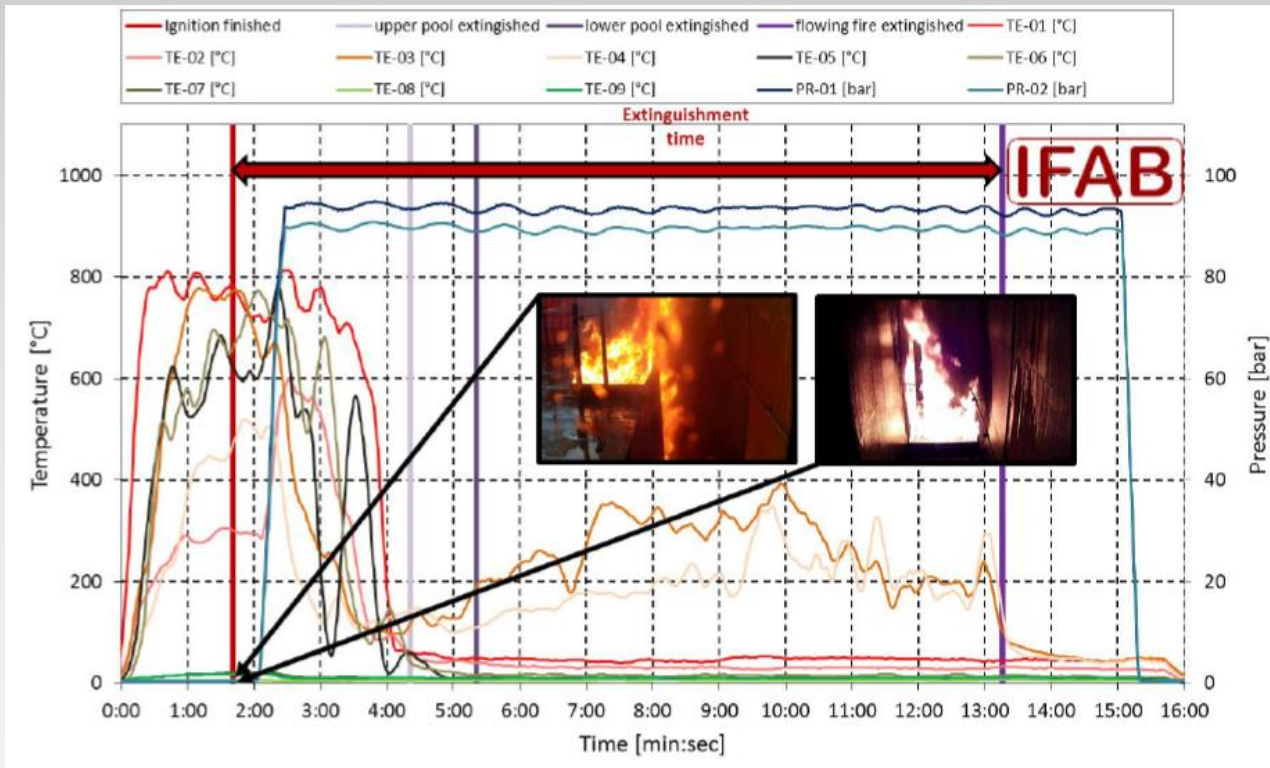 Ignition finished upper pool extingished lower pool extingished flowing fire extinguished TE-01 [°C]
TE-02 [°C] TE-03 [°C] TE-04 [°C] TE-05 [°C] TE-06 [°C]
TE-07 [°C] TE-08 [°C] TE-09 [°C] PR-01 [bar] PR-02 [bar]
Extinguishment
time
IFAB
1000
800
600
400
200
0
Temperature [°C]
100
80
60
40
20
0
Pressure [bar]
0:00 1:00 2:00 3:00 4:00 5:00 6:00 7:00 8:00 9:00 10:00 11:00 12:00 13:00 14:00 15:00 16:00
Time [min:sec]